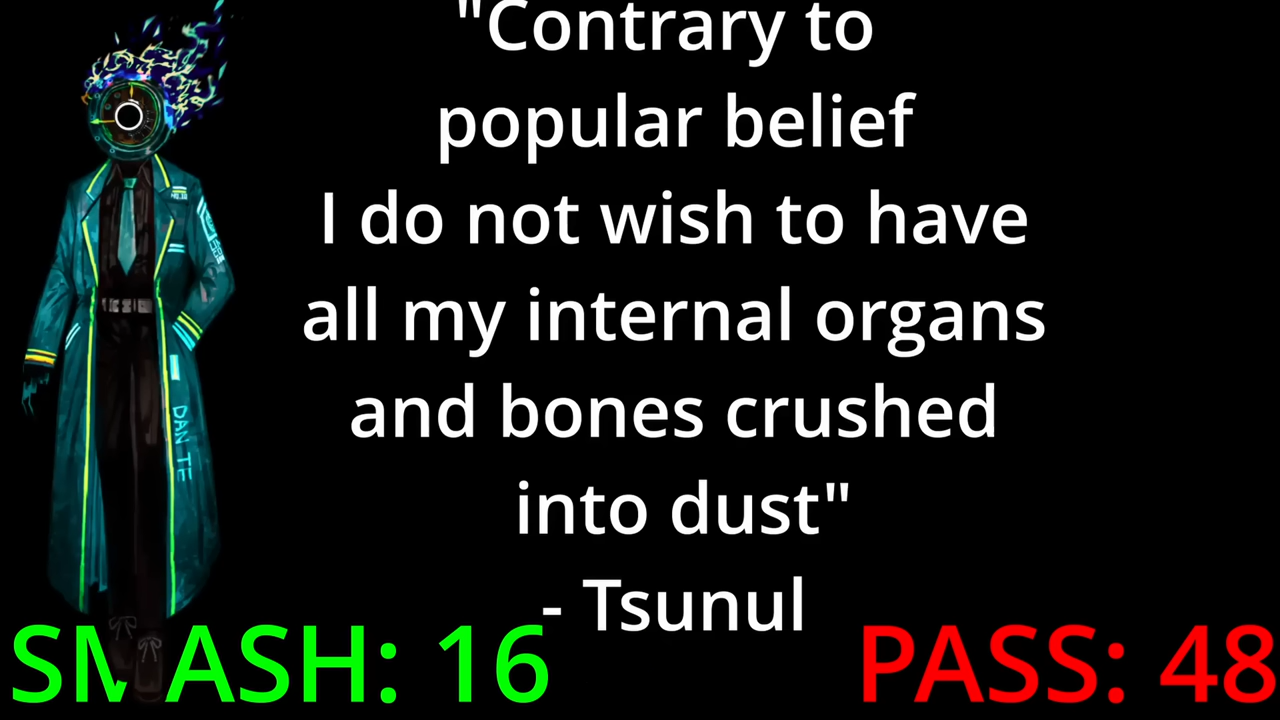 "Contrary to
popular belief
I do not wish to have
all my internal organs
and bones crushed
into dust"
- Tsunul
SMASH: 16
PASS: 48
DANTE